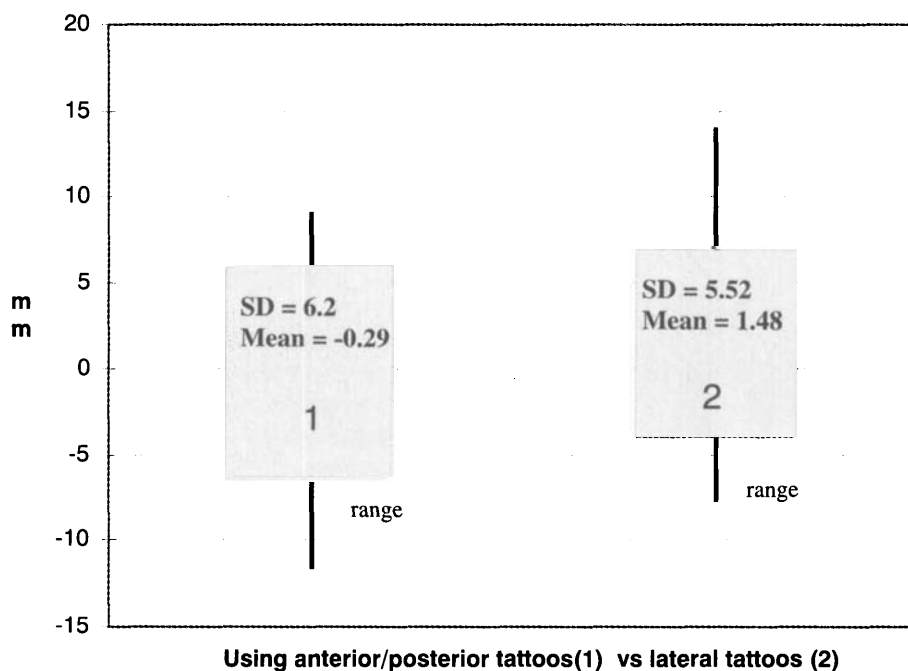 20
15
10
5
0
-5
-10
-15
m
m
SD = 6.2
Mean = -0.29
1
range
SD = 5.52
Mean = 1.48
2
range
Using anterior/posterior tattoos(1) vs lateral tattoos (2)